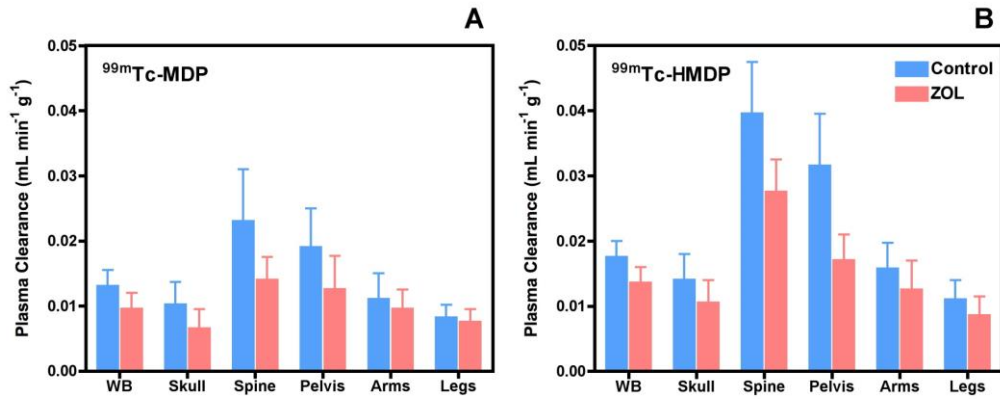 A
⁹⁹ᵐTc-MDP
Plasma Clearance (mL min⁻¹ g⁻¹)
0.05
0.04
0.03
0.02
0.01
0.00
WB Skull Spine Pelvis Arms Legs
B
⁹⁹ᵐTc-HMDP
Control
ZOL
Plasma Clearance (mL min⁻¹ g⁻¹)
0.05
0.04
0.03
0.02
0.01
0.00
WB Skull Spine Pelvis Arms Legs